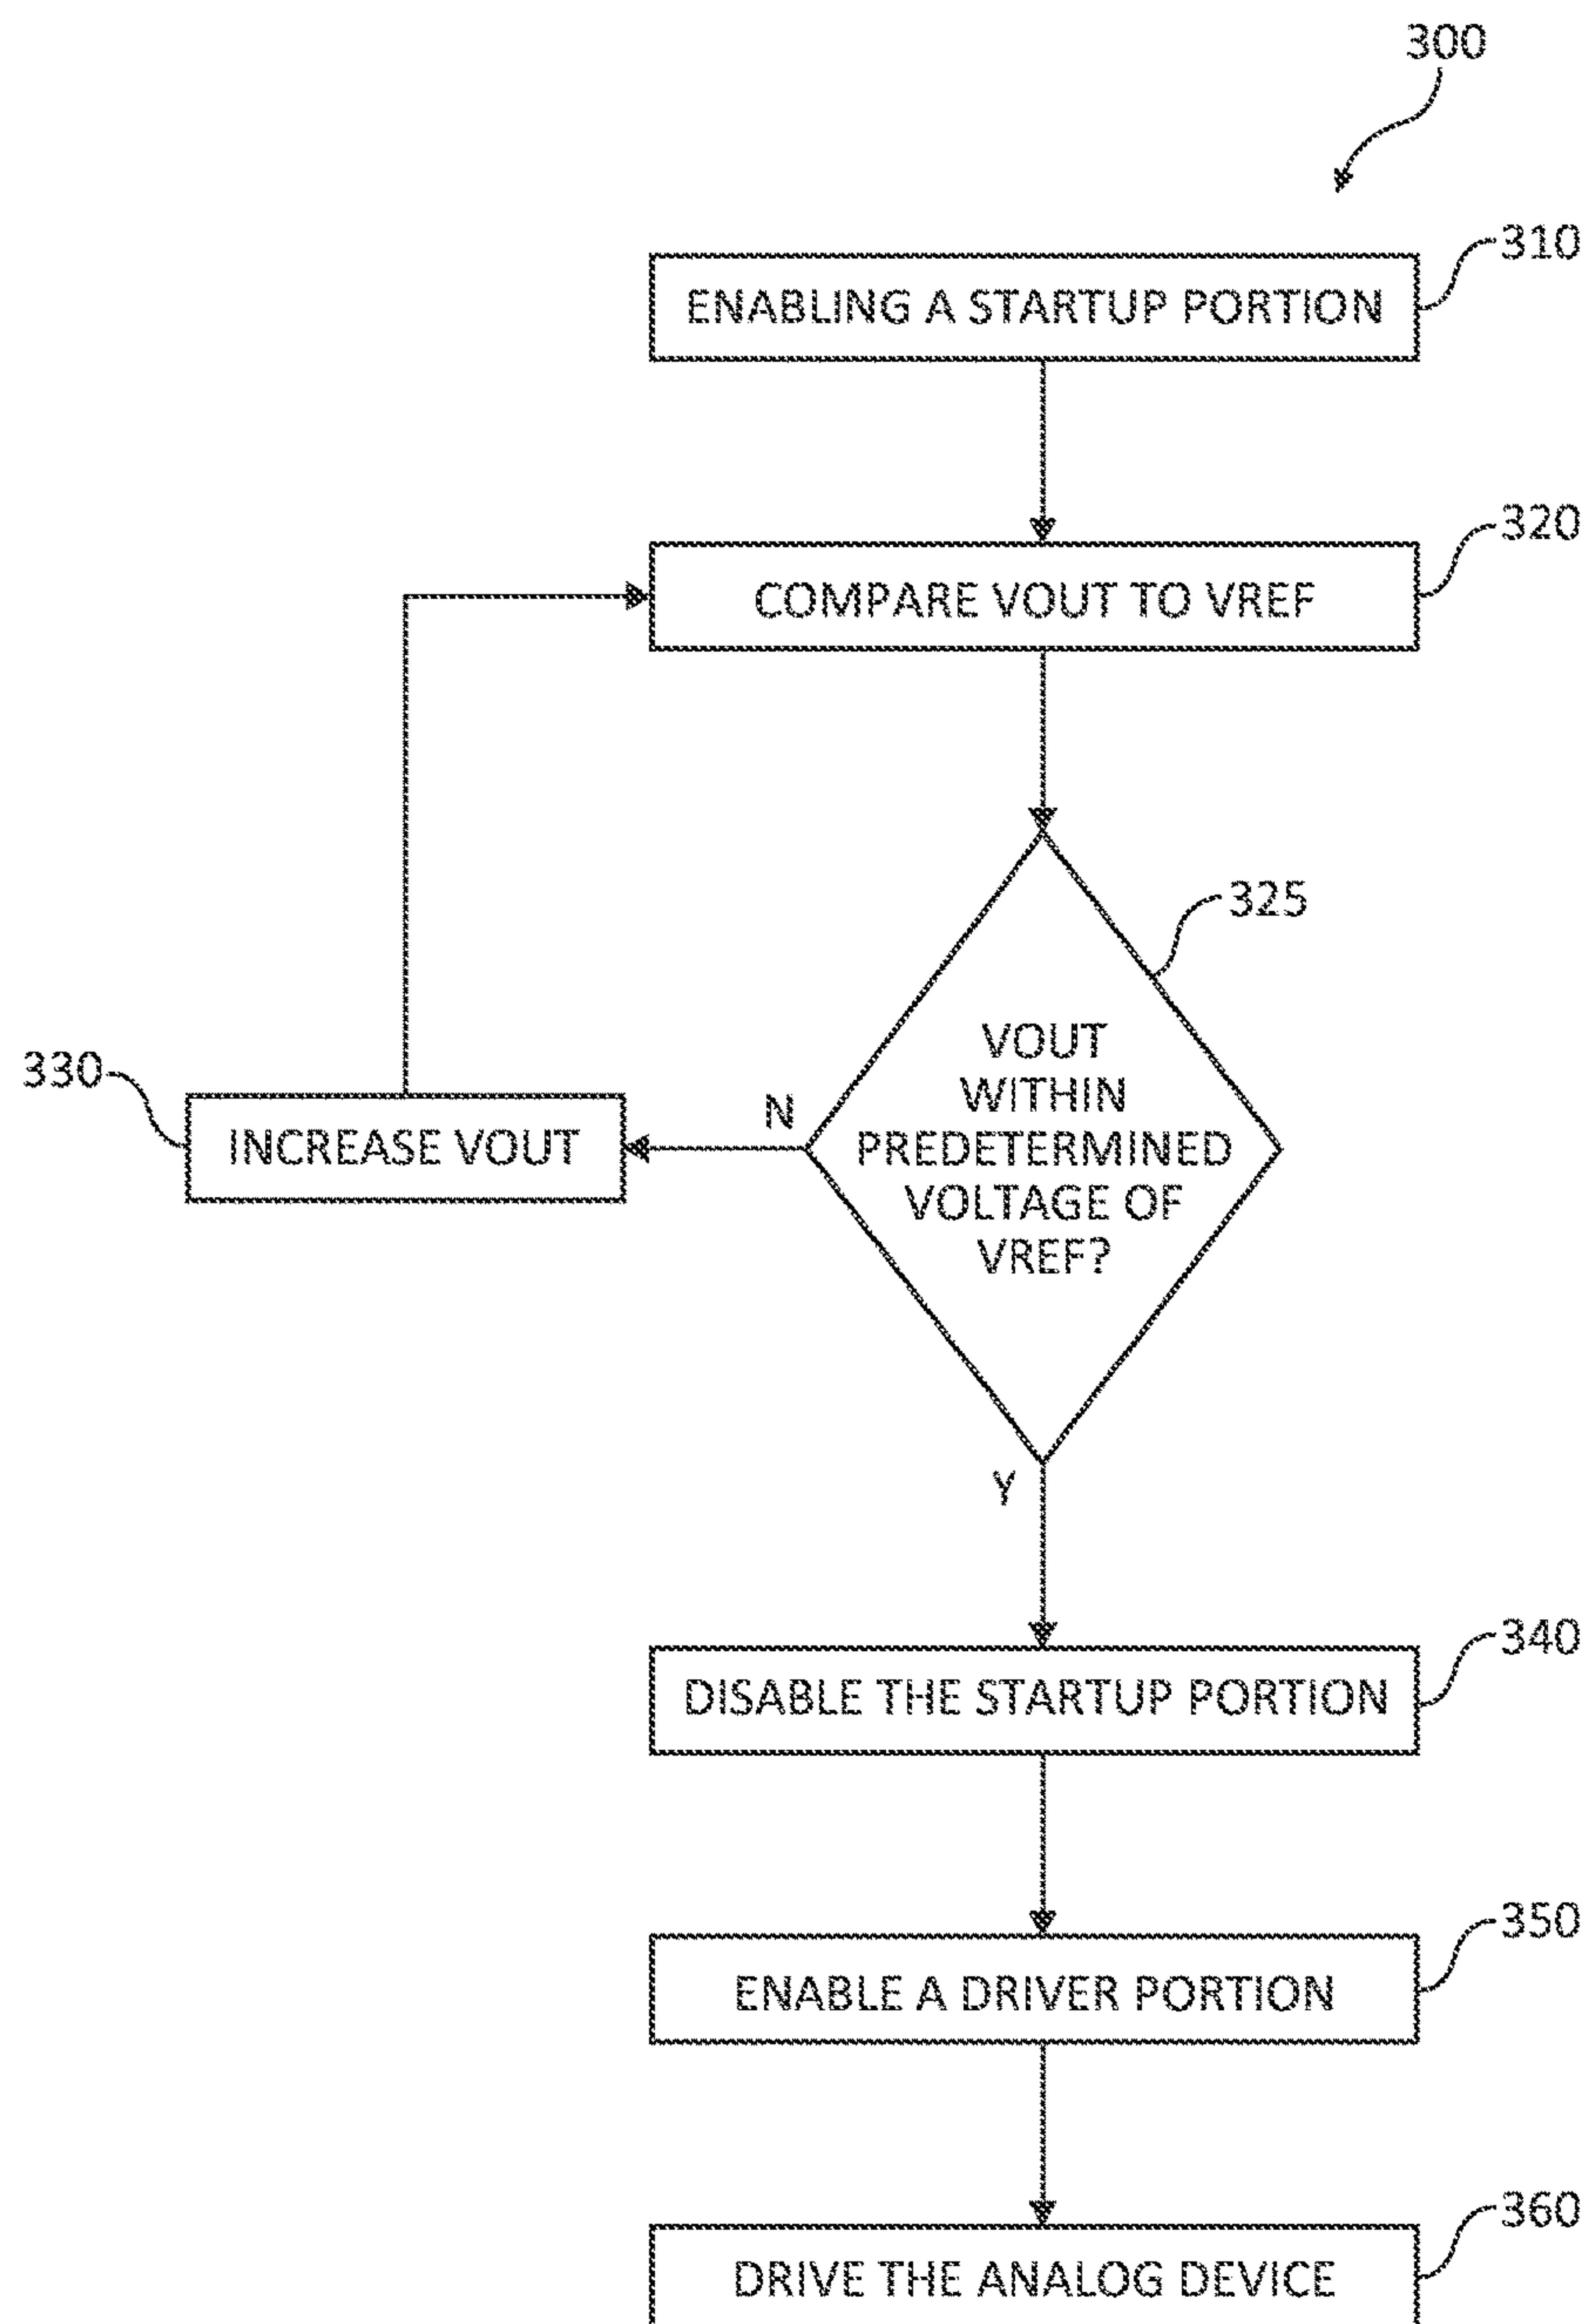 300
ENABLING A STARTUP PORTION
310
COMPARE VOUT TO VREF
320
325
VOUT
WITHIN
PREDETERMINED
VOLTAGE OF
VREF?
N
330
INCREASE VOUT
Y
DISABLE THE STARTUP PORTION
340
ENABLE A DRIVER PORTION
350
DRIVE THE ANALOG DEVICE
360